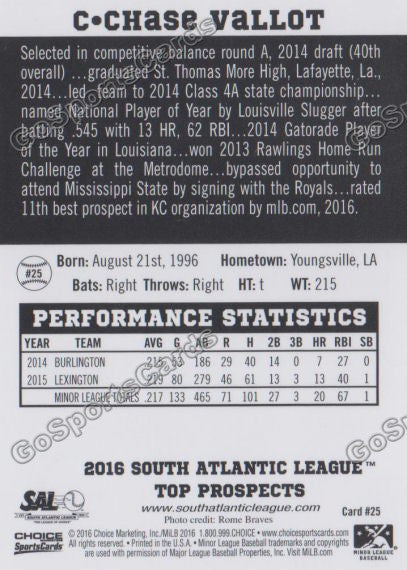 C•CHASE VALLOT
Selected in competitive balance round A, 2014 draft (40th
overall) ...graduated St. Thomas More High, Lafayette, La.,
2014...led team to 2014 Class 4A state championship...
named National Player of Year by Louisville Slugger after
batting .545 with 13 HR, 62 RBI...2014 Gatorade Player
of the Year in Louisiana...won 2013 Rawlings Home Run
Challenge at the Metrodome...bypassed opportunity to
attend Mississippi State by signing with the Royals...rated
11th best prospect in KC organization by mlb.com, 2016.
#25
Born: August 21st, 1996 Hometown: Youngsville, LA
Bats: Right Throws: Right HT: t WT: 215
PERFORMANCE STATISTICS
YEAR TEAM AVG G AB R H 2B 3B HR RBI SB
2014 BURLINGTON .215 53 186 29 40 14 0 7 27 0
2015 LEXINGTON .219 80 279 46 61 13 3 13 40 1
MINOR LEAGUE TOTALS .217 133 465 71 101 27 3 20 67 1
2016 SOUTH ATLANTIC LEAGUE™
TOP PROSPECTS
www.southatlanticleague.com
Photo credit: Rome Braves
Card #25
SAL
CHOICE
SportsCards
©2016 Choice Marketing, Inc/MiLB 2016 1.800.999.CHOICE • www.choicesportscards.com
All rights reserved. • Printed in the U.S.A. • Minor League Baseball trademarks and copyrights
are used with permission of Major League Baseball Properties, Inc. Visit MiLB.com
MINOR LEAGUE
BASEBALL
GoSportsCards
GoSportsCards
GoSportsCards
GoSportsCards